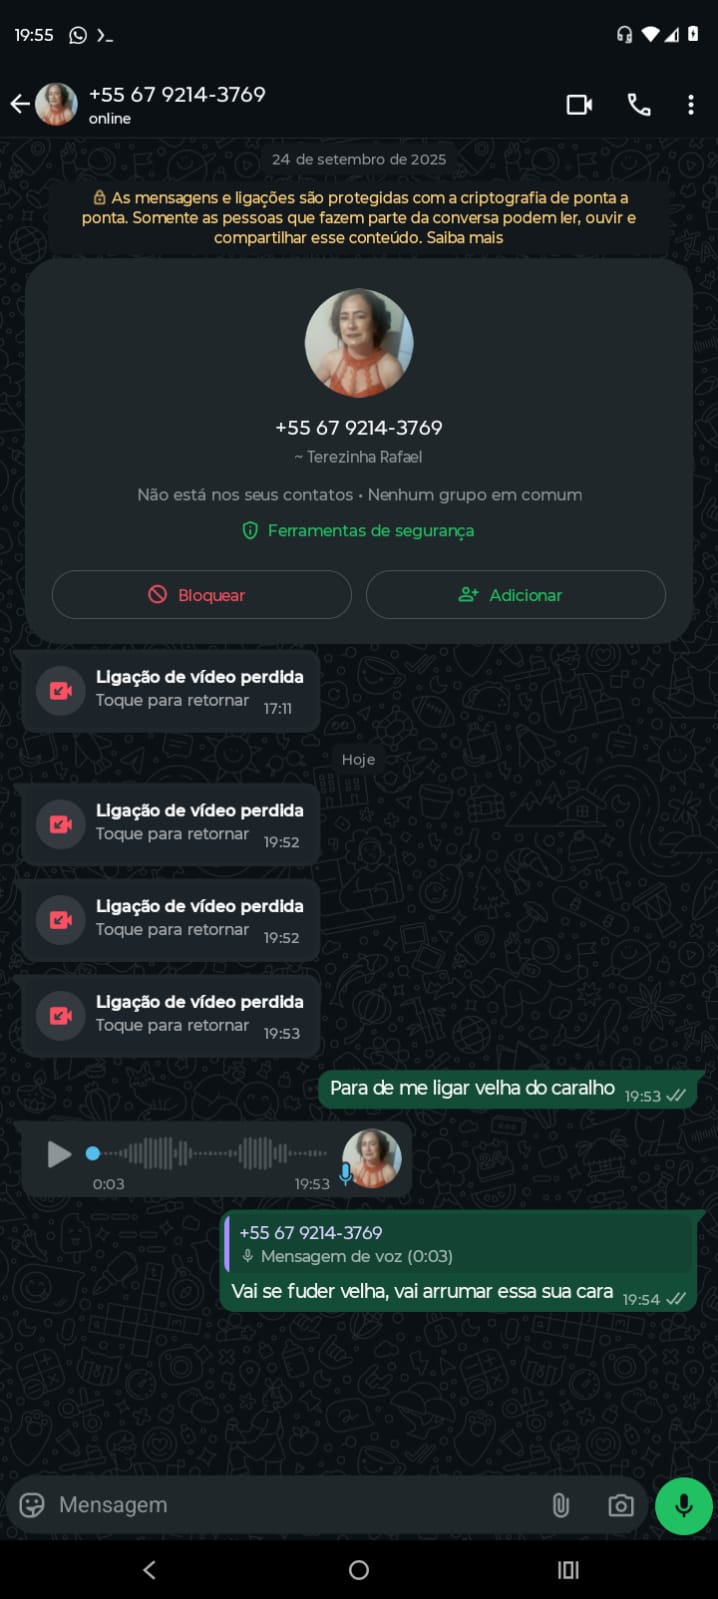 19:55
+55 67 9214-3769
online
24 de setembro de 2025
As mensagens e ligações são protegidas com a criptografia de ponta a
ponta. Somente as pessoas que fazem parte da conversa podem ler, ouvir e
compartilhar esse conteúdo. Saiba mais
+55 67 9214-3769
~ Terezinha Rafael
Não está nos seus contatos • Nenhum grupo em comum
Ferramentas de segurança
Bloquear
Adicionar
Ligação de vídeo perdida
Toque para retornar 17:11
Hoje
Ligação de vídeo perdida
Toque para retornar 19:52
Ligação de vídeo perdida
Toque para retornar 19:52
Ligação de vídeo perdida
Toque para retornar 19:53
Para de me ligar velha do caralho 19:53
0:03 19:53
+55 67 9214-3769
Mensagem de voz (0:03)
Vai se fuder velha, vai arrumar essa sua cara 19:54
Mensagem